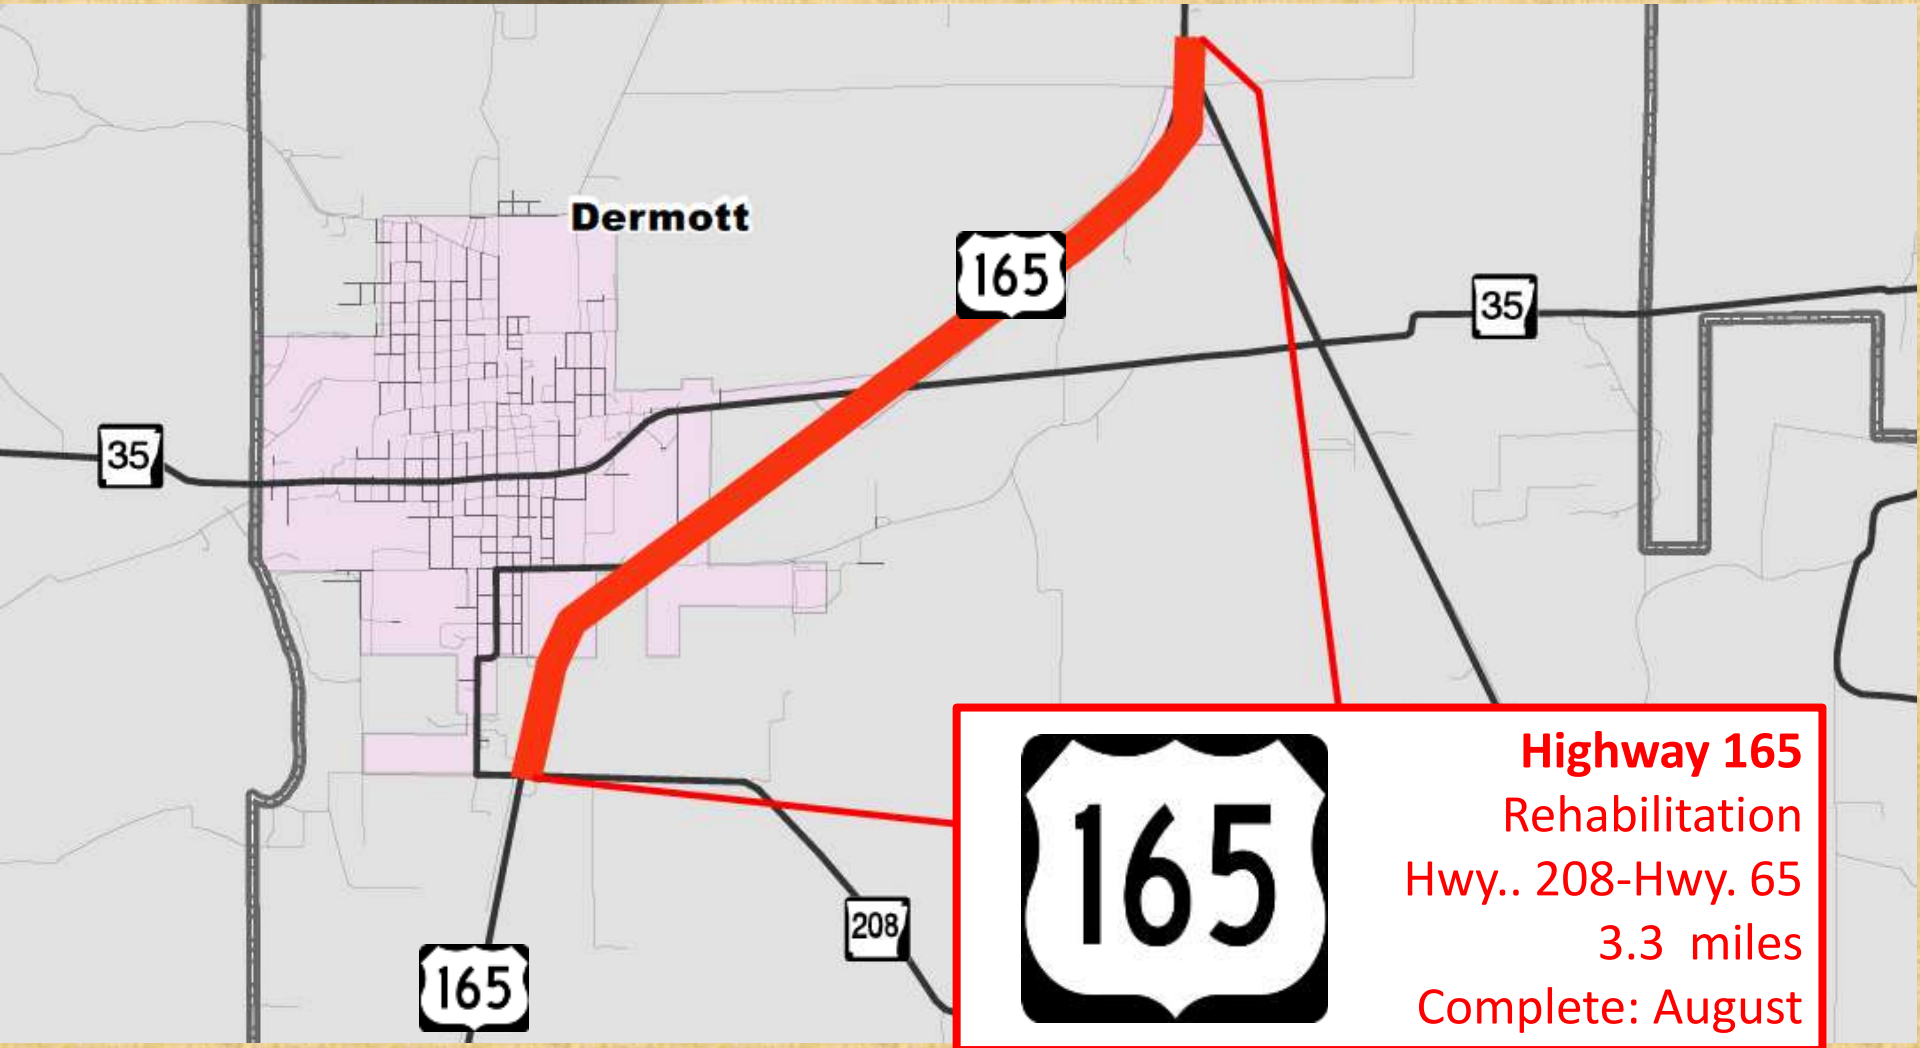 Dermott
165
35
35
165
208
165
Highway 165
Rehabilitation
Hwy.. 208-Hwy. 65
3.3 miles
Complete: August